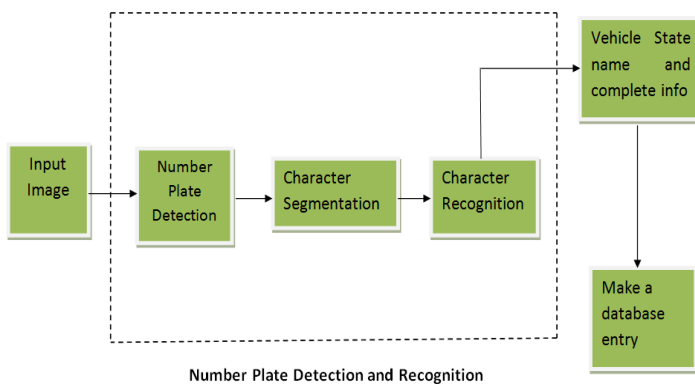 Input
Image
Number
Plate
Detection
Character
Segmentation
Character
Recognition
Vehicle State
name and
complete info
Make a
database
entry
Number Plate Detection and Recognition